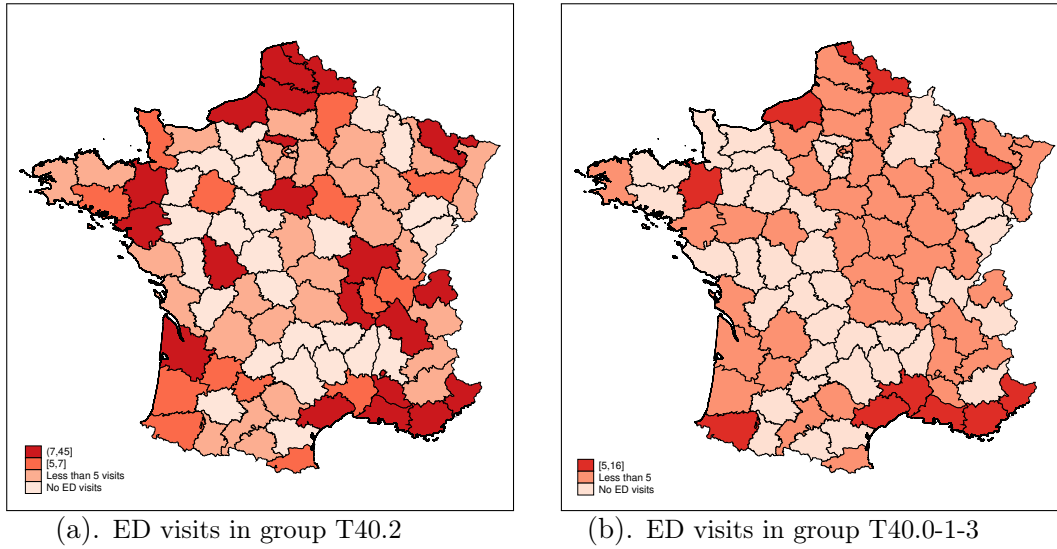 (7,45]
[5,7]
Less than 5 visits
No ED visits
[5,16]
Less than 5
No ED visits
(a). ED visits in group T40.2
(b). ED visits in group T40.0-1-3